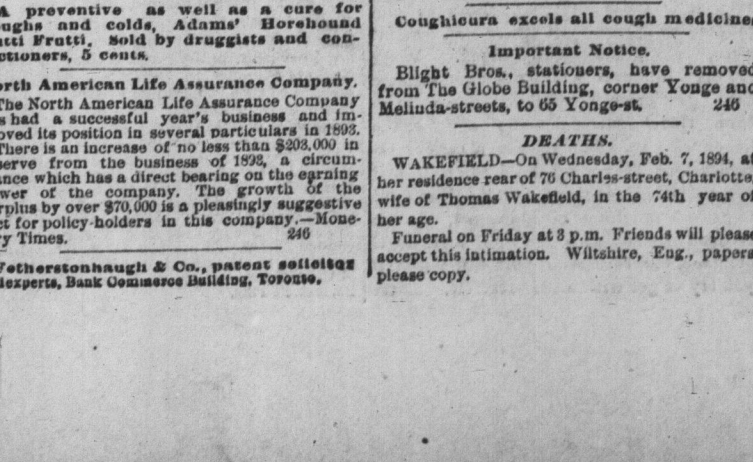 A preventive as well as a cure for
ughs and colds, Adams' Horehound
tti Frutti. Sold by druggists and con-
ctioners, 5 cents.
rth American Life Assurance Company.
The North American Life Assurance Company
s had a successful year's business and im-
oved its position in several particulars in 1893.
There is an increase of no less than $203,000 in
serve from the business of 1893, a circum-
nce which has a direct bearing on the earning
wer of the company. The growth of the
rplus by over $70,000 is a pleasingly suggestive
ct for policy-holders in this company.—Mone-
ry Times. 246
Fetherstonhaugh & Co., patent solicitors
experts, Bank Commerce Building, Toronto.
Coughicura excels all cough medicine
Important Notice.
Blight Bros., stationers, have removed
from The Globe Building, corner Yonge and
Melinda-streets, to 65 Yonge-st. 246
DEATHS.
WAKEFIELD—On Wednesday, Feb. 7, 1894, at
her residence rear of 76 Charles-street, Charlotte
wife of Thomas Wakefield, in the 74th year of
her age.
Funeral on Friday at 3 p.m. Friends will please
accept this intimation. Wiltshire, Eng., papers
please copy.